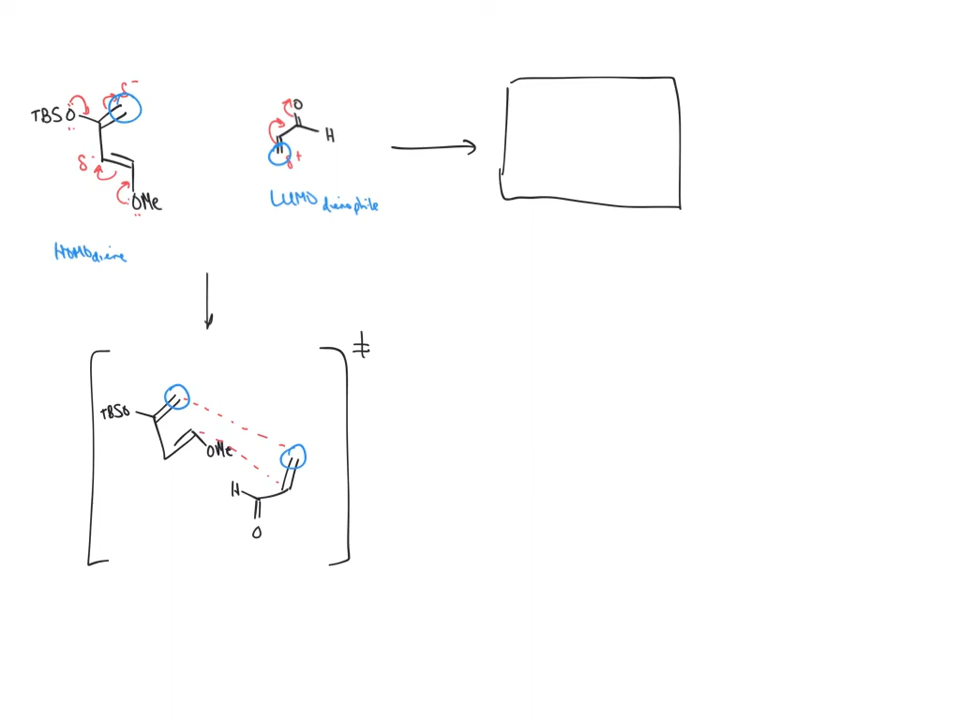 δ-
TBSO
O
H
δ-
δ+
OMe
LUMO dienophile
HOMO diene
‡
TBSO
OMe
H
O